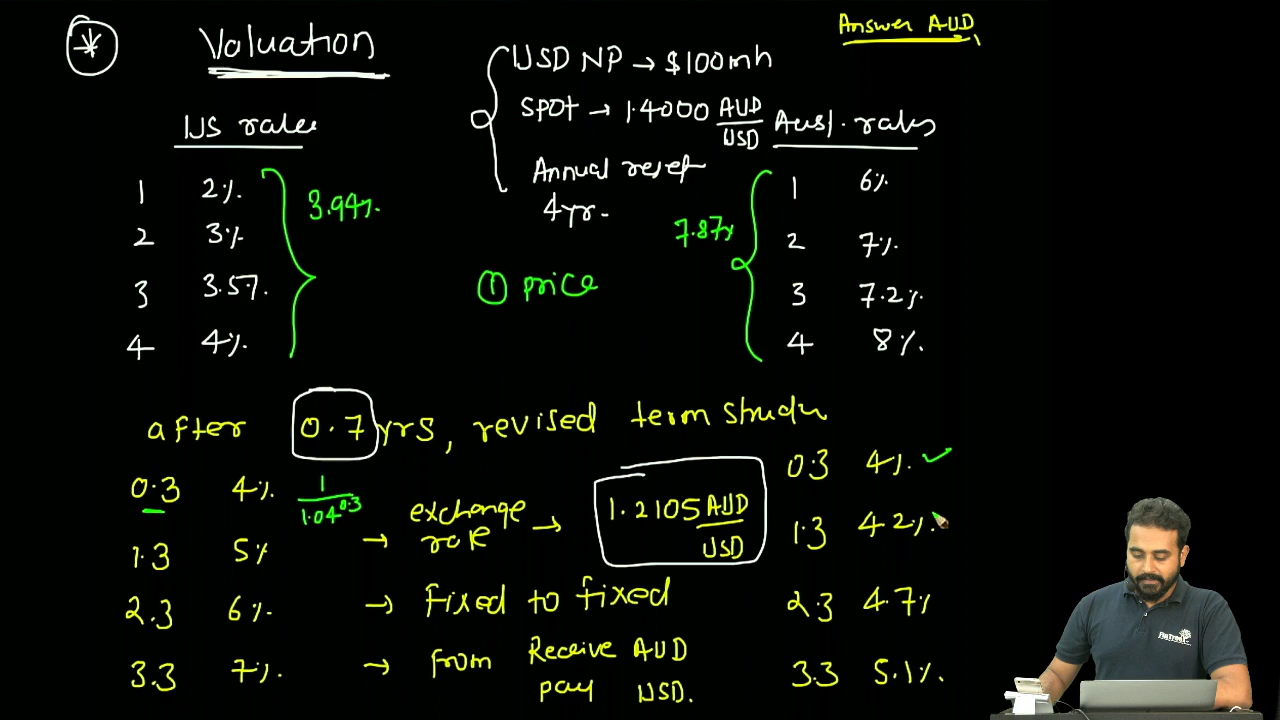 Answer AUD
* Valuation
USD NP → $100mn
SPOT → 1.4000 AUD/USD
Annual reset
4yr.
US rates
1 2%.
2 3%
3 3.5%.
4 4%.
3.94%.
① price
Aust. rates
1 6%
2 7%.
3 7.2%.
4 8%.
7.87%
after 0.7 yrs, revised term structure
0.3 4%. 1/1.04^0.3
1.3 5%
2.3 6%.
3.3 7%.
→ exchange rate → 1.2105 AUD/USD
→ Fixed to fixed
→ From Receive AUD
pay USD.
0.3 4%. ✓
1.3 4.2%.
2.3 4.7%
3.3 5.1%.
FinTree